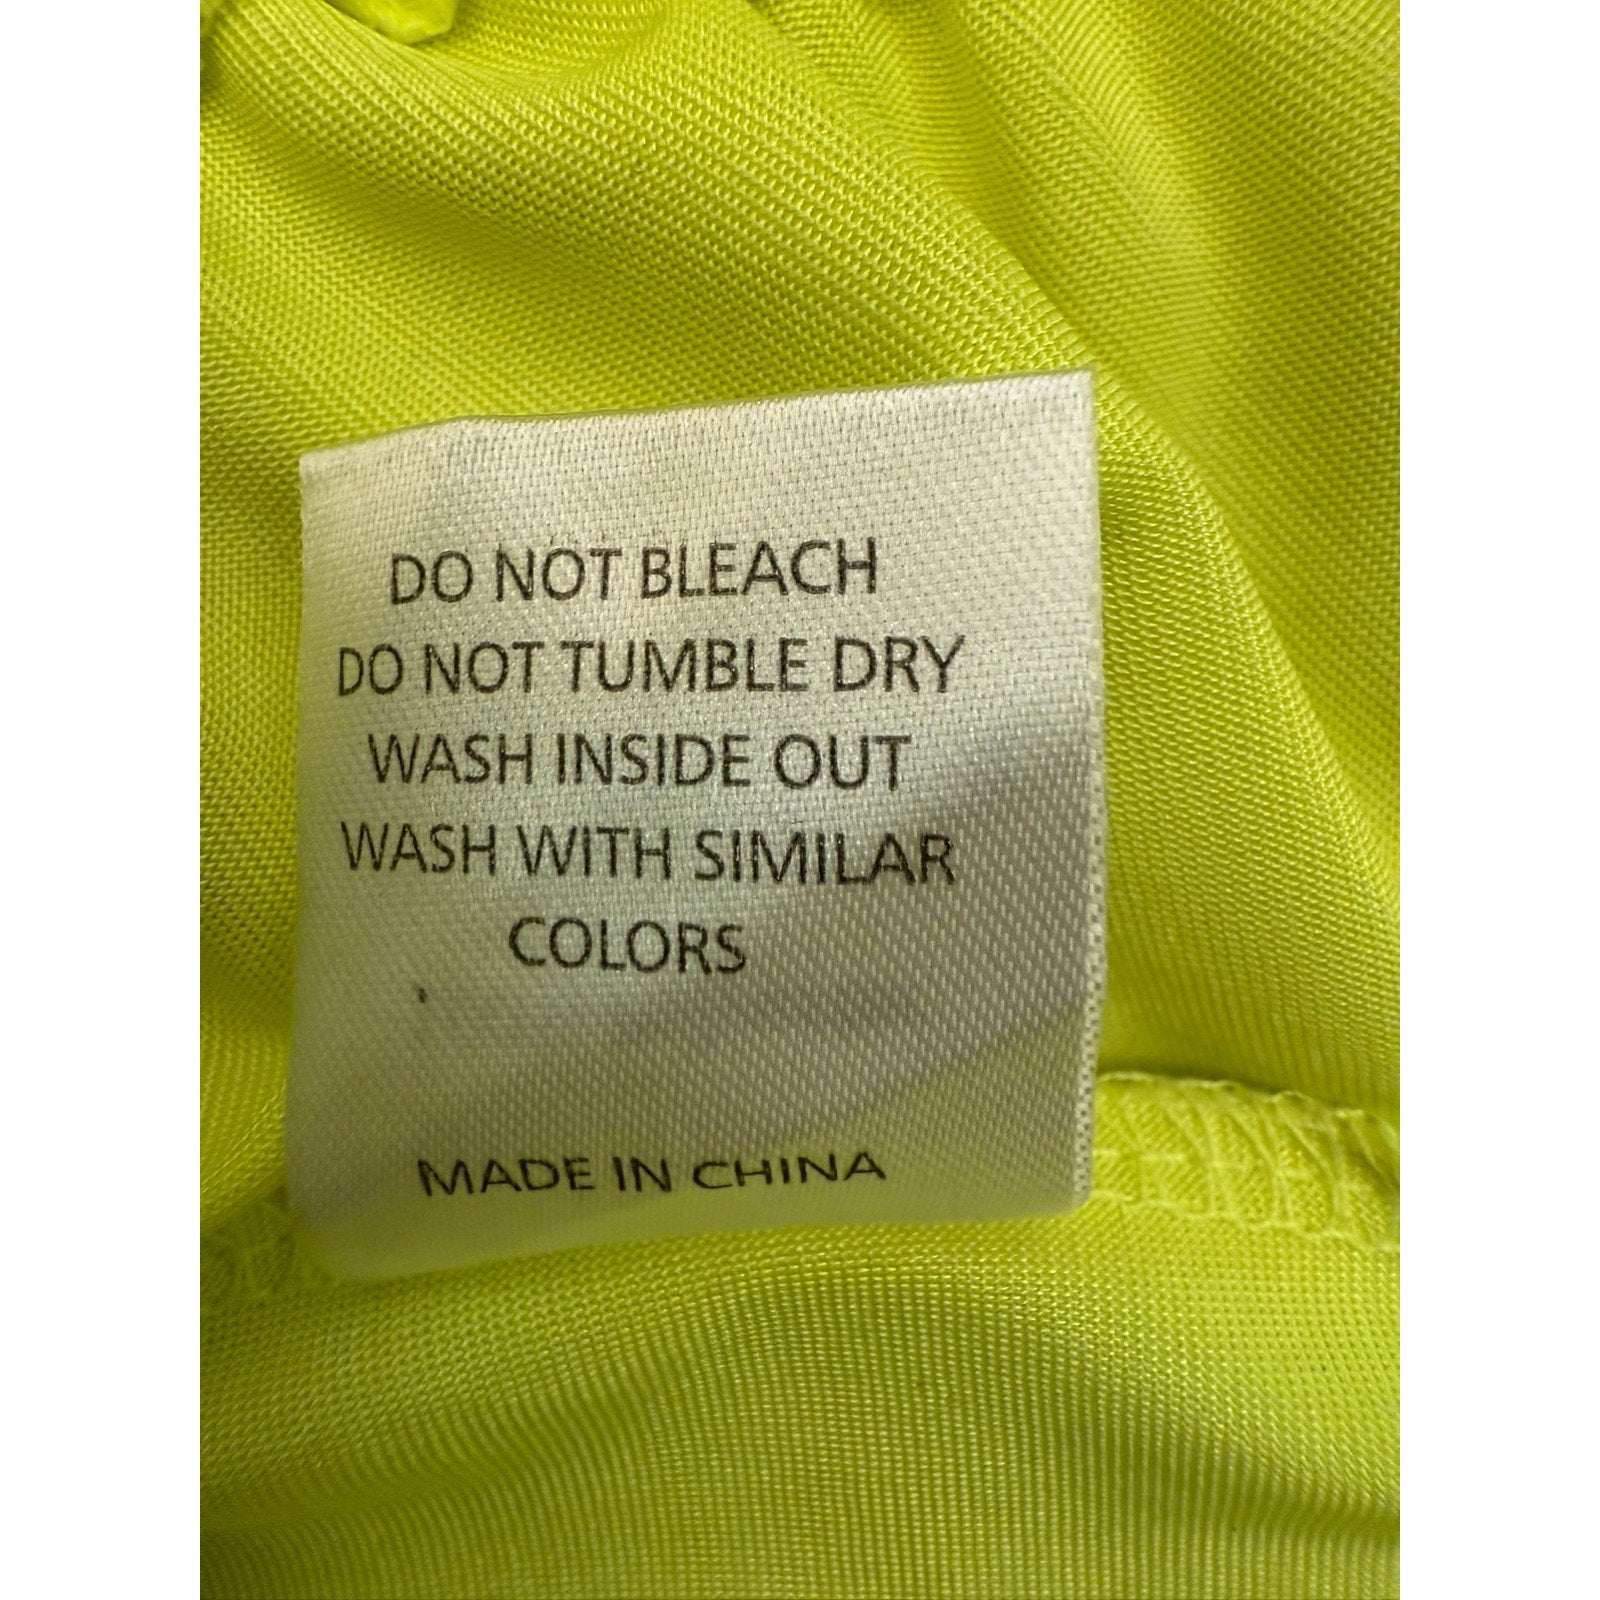 DO NOT BLEACH
DO NOT TUMBLE DRY
WASH INSIDE OUT
WASH WITH SIMILAR
COLORS
MADE IN CHINA